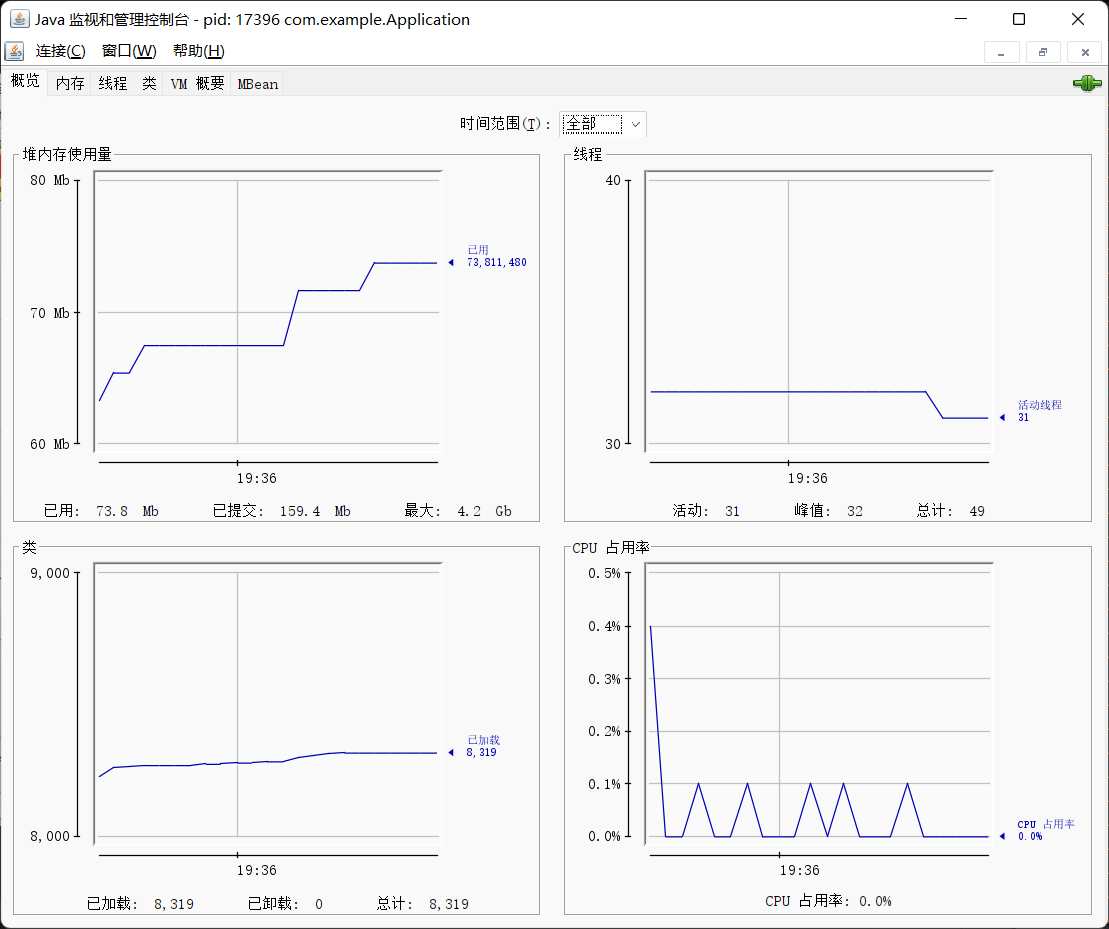 Java 监视和管理控制台 - pid: 17396 com.example.Application
连接(C) 窗口(W) 帮助(H)
概览 内存 线程 类 VM 概要 MBean
时间范围(T): 全部
堆内存使用量
80 Mb
70 Mb
60 Mb
已用
73,811,480
19:36
已用: 73.8 Mb 已提交: 159.4 Mb 最大: 4.2 Gb
线程
40
30
活动线程
31
19:36
活动: 31 峰值: 32 总计: 49
类
9,000
8,000
已加载
8,319
19:36
已加载: 8,319 已卸载: 0 总计: 8,319
CPU 占用率
0.5%
0.4%
0.3%
0.2%
0.1%
0.0%
CPU 占用率
0.0%
19:36
CPU 占用率: 0.0%